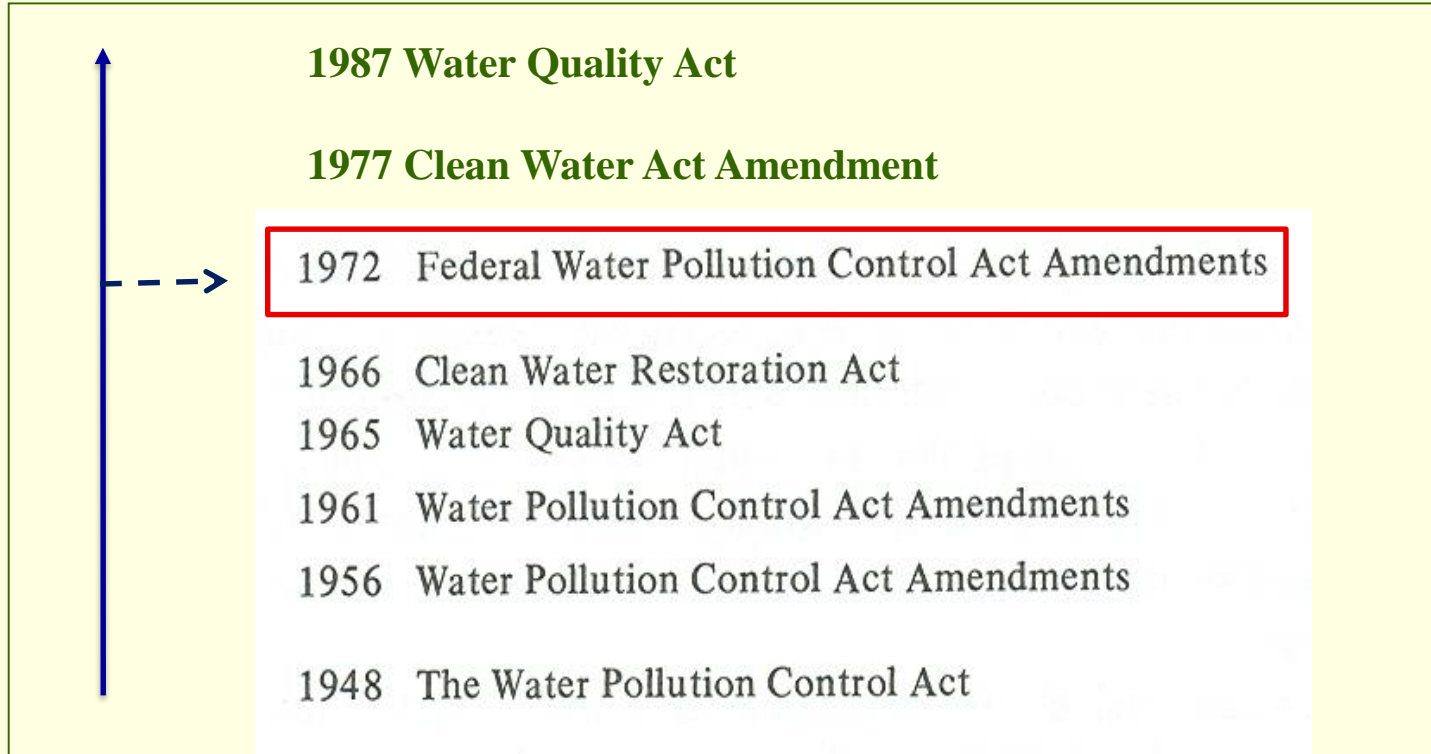 1987 Water Quality Act
1977 Clean Water Act Amendment
1972 Federal Water Pollution Control Act Amendments
1966 Clean Water Restoration Act
1965 Water Quality Act
1961 Water Pollution Control Act Amendments
1956 Water Pollution Control Act Amendments
1948 The Water Pollution Control Act